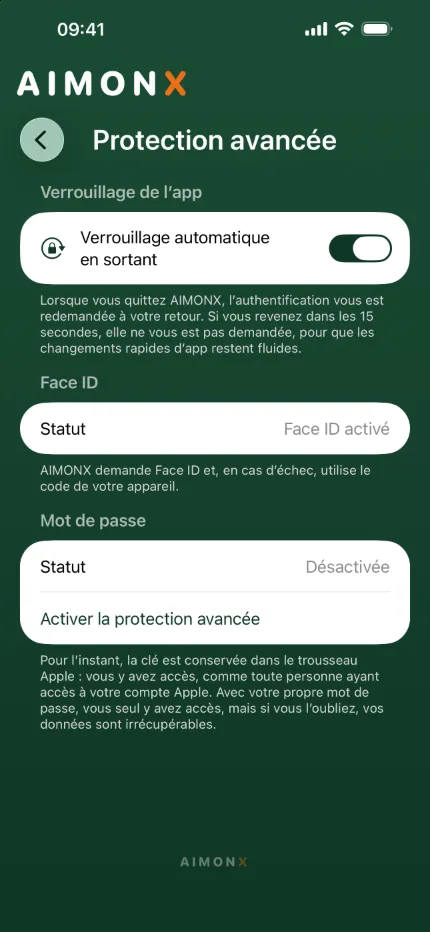 09:41
AIMONX
Protection avancée
Verrouillage de l'app
Verrouillage automatique
en sortant
Lorsque vous quittez AIMONX, l'authentification vous est
redemandée à votre retour. Si vous revenez dans les 15
secondes, elle ne vous est pas demandée, pour que les
changements rapides d'app restent fluides.
Face ID
Statut Face ID activé
AIMONX demande Face ID et, en cas d'échec, utilise le
code de votre appareil.
Mot de passe
Statut Désactivée
Activer la protection avancée
Pour l'instant, la clé est conservée dans le trousseau
Apple : vous y avez accès, comme toute personne ayant
accès à votre compte Apple. Avec votre propre mot de
passe, vous seul y avez accès, mais si vous l'oubliez, vos
données sont irrécupérables.
AIMONX